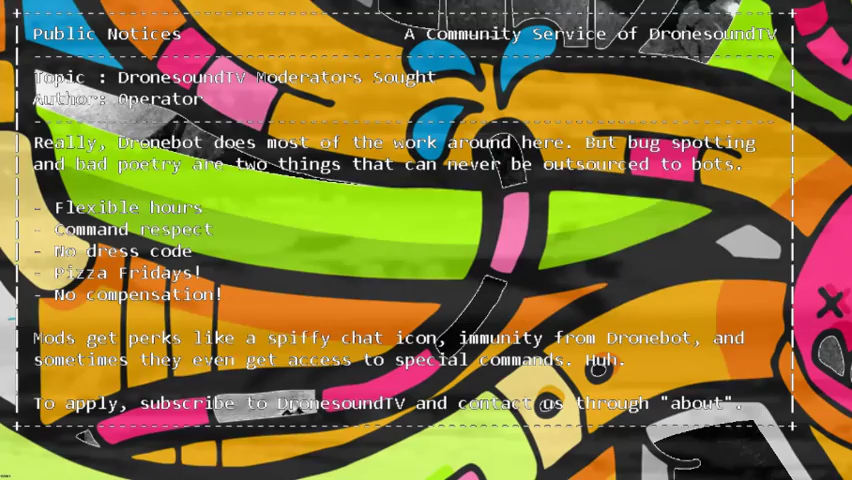 Public Notices A Community Service of DronesoundTV
Topic : DronesoundTV Moderators Sought
Author: Operator
Really, Dronebot does most of the work around here. But bug spotting
and bad poetry are two things that can never be outsourced to bots.
- Flexible hours
- Command respect
- No dress code
- Pizza Fridays!
- No compensation!
Mods get perks like a spiffy chat icon, immunity from Dronebot, and
sometimes they even get access to special commands. Huh.
To apply, subscribe to DronesoundTV and contact us through "about".